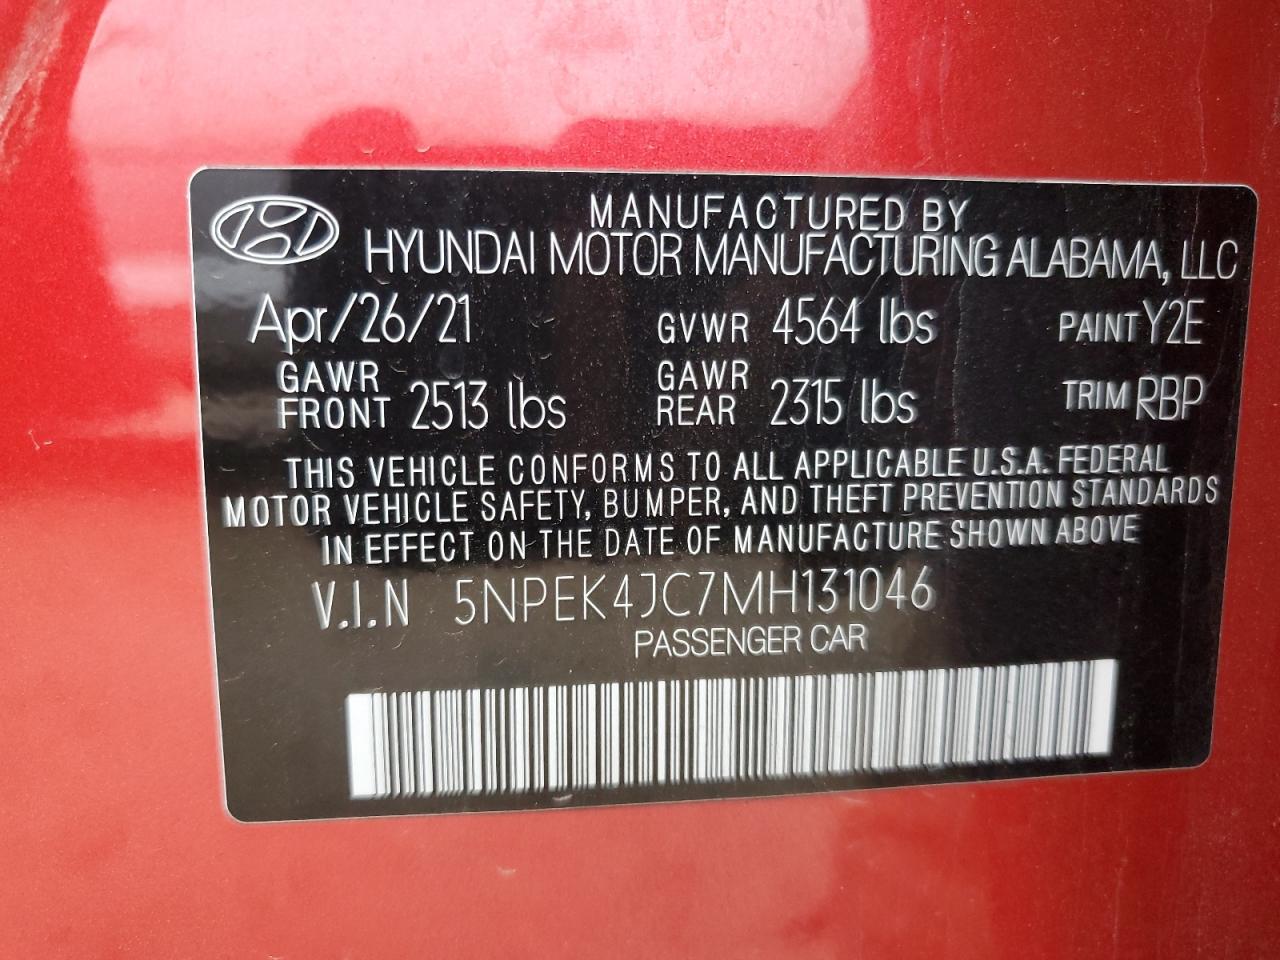 MANUFACTURED BY
HYUNDAI MOTOR MANUFACTURING ALABAMA, LLC
Apr/26/21 GVWR 4564 lbs PAINT Y2E
GAWR FRONT 2513 lbs GAWR REAR 2315 lbs TRIM RBP
THIS VEHICLE CONFORMS TO ALL APPLICABLE U.S.A. FEDERAL
MOTOR VEHICLE SAFETY, BUMPER, AND THEFT PREVENTION STANDARDS
IN EFFECT ON THE DATE OF MANUFACTURE SHOWN ABOVE
V.I.N 5NPEK4JC7MH131046
PASSENGER CAR